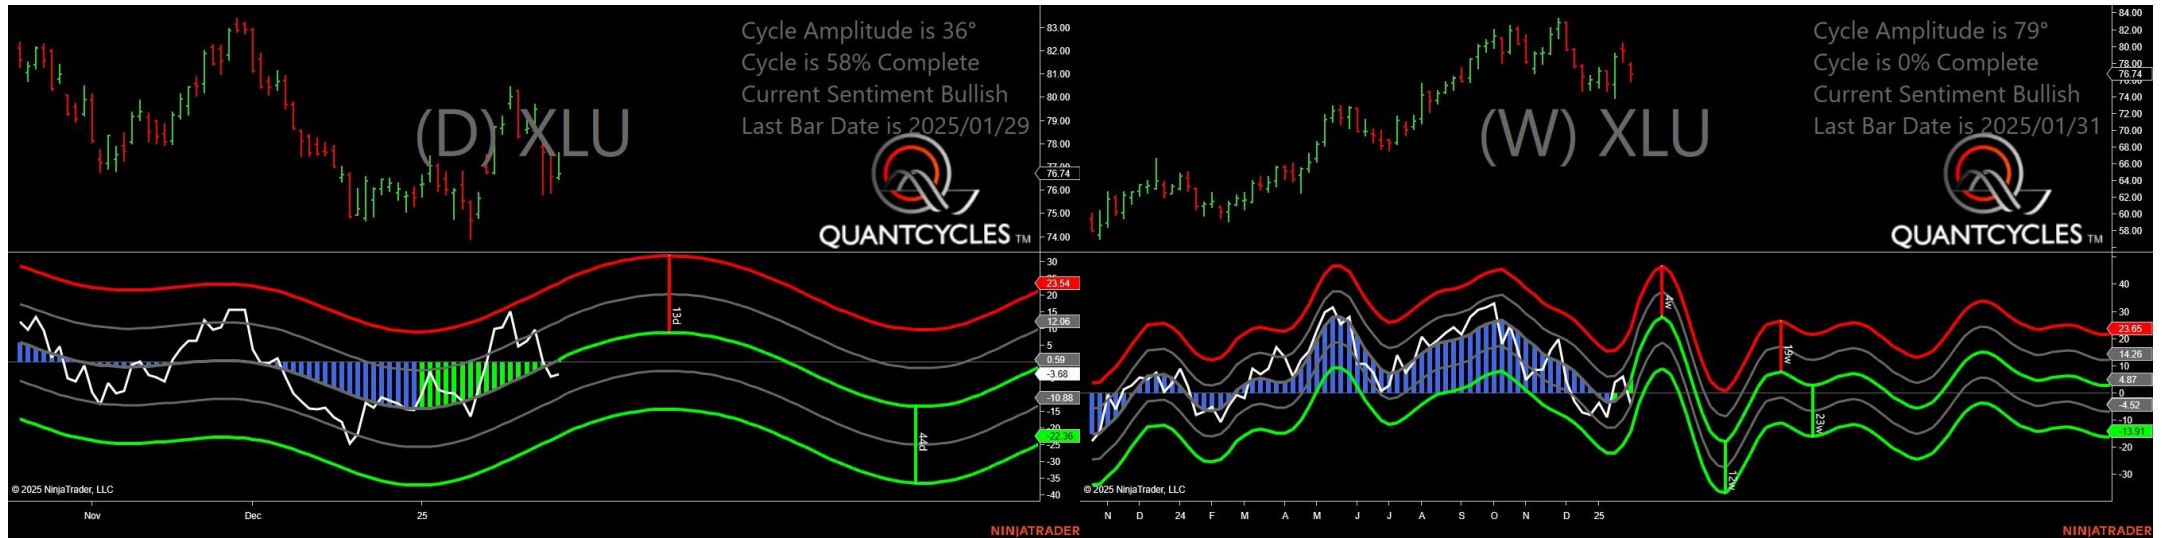 Cycle Amplitude is 36°
Cycle is 58% Complete
Current Sentiment Bullish
Last Bar Date is 2025/01/29
(D) XLU
QUANTCYCLES TM
83.00
82.00
81.00
80.00
79.00
78.00
77.00
76.74
76.00
75.00
74.00
30
23.54
20
15
12.06
5
0.59
-3.68
-10.88
-15
-20
-22.36
-25
-30
-35
-40
13d
44d
© 2025 NinjaTrader, LLC
Nov
Dec
25
NINJATRADER
Cycle Amplitude is 79°
Cycle is 0% Complete
Current Sentiment Bullish
Last Bar Date is 2025/01/31
(W) XLU
QUANTCYCLES TM
84.00
82.00
80.00
78.00
76.74
74.00
72.00
70.00
68.00
66.00
64.00
62.00
60.00
58.00
40
30
23.65
20
14.26
10
4.87
0
-4.52
-10
-13.91
-20
-30
4w
12w
19w
23w
© 2025 NinjaTrader, LLC
N
D
24
F
M
A
M
J
J
A
S
O
N
D
25
NINJATRADER